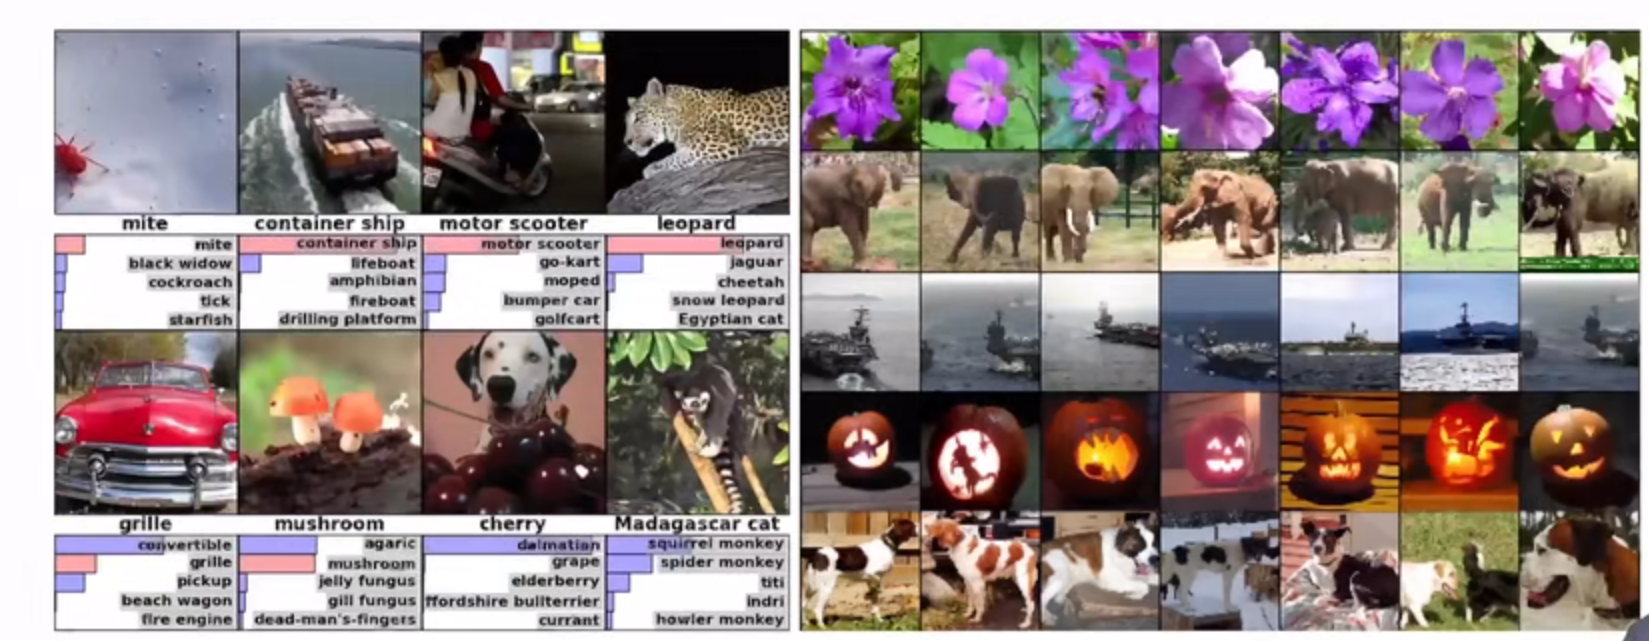 mite
container ship
motor scooter
leopard
mite
black widow
cockroach
tick
starfish
container ship
lifeboat
amphibian
fireboat
drilling platform
motor scooter
go-kart
moped
bumper car
golfcart
leopard
jaguar
cheetah
snow leopard
Egyptian cat
grille
mushroom
cherry
Madagascar cat
convertible
grille
pickup
beach wagon
fire engine
agaric
mushroom
jelly fungus
gill fungus
dead-man's-fingers
dalmatian
grape
elderberry
ffordshire bullterrier
currant
squirrel monkey
spider monkey
titi
indri
howler monkey